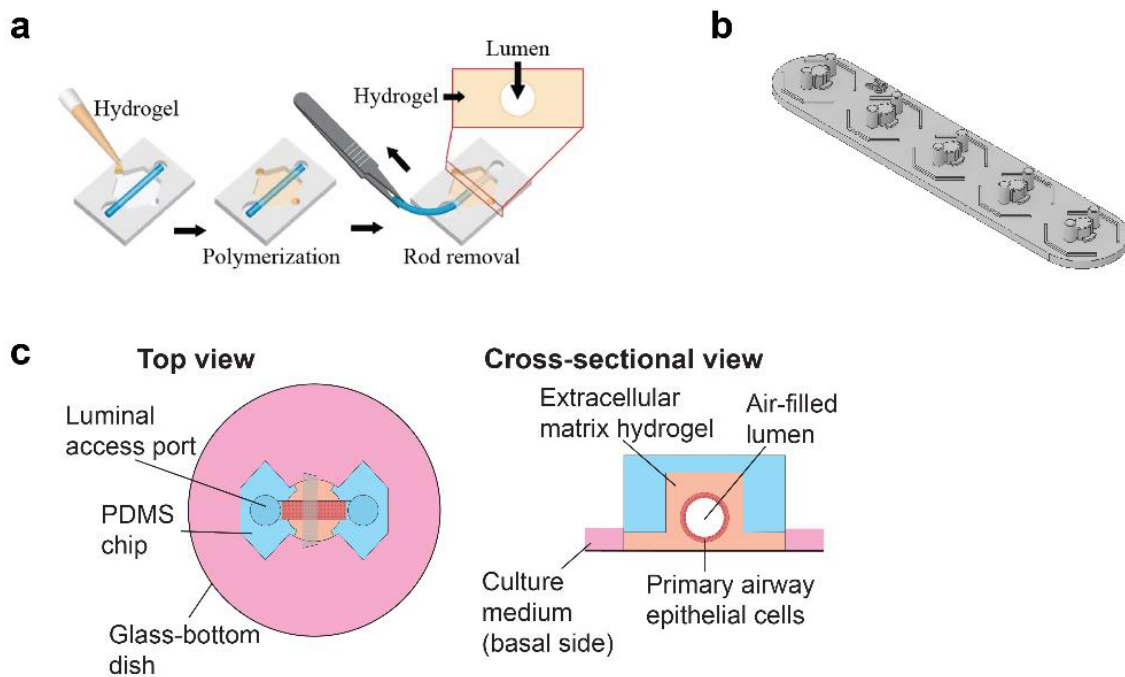 a
Lumen
Hydrogel
Hydrogel
Polymerization
Rod removal
b
c
Top view
Luminal
access port
PDMS
chip
Glass-bottom
dish
Cross-sectional view
Extracellular
matrix hydrogel
Air-filled
lumen
Culture
medium
(basal side)
Primary airway
epithelial cells